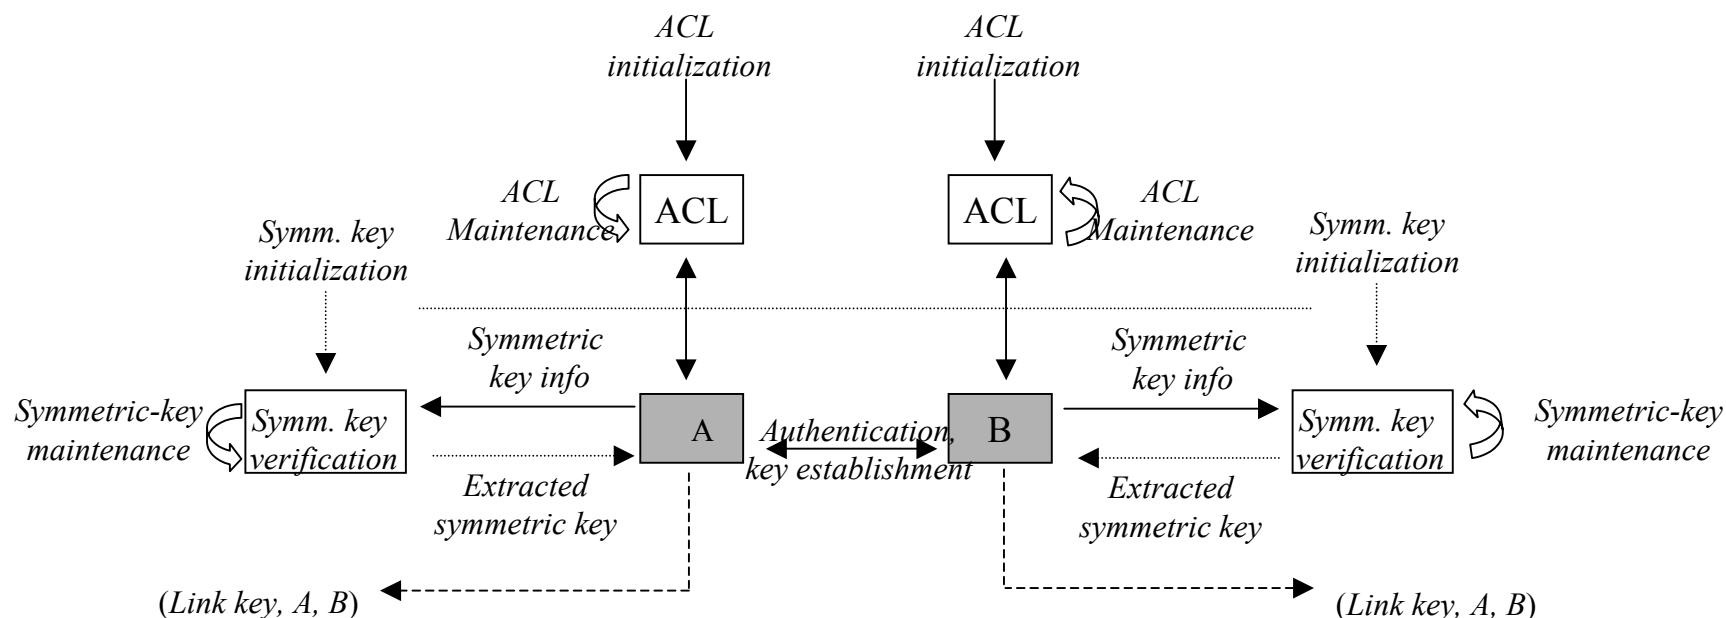 ACL
initialization
ACL
initialization
ACL
Maintenance
ACL
ACL
ACL
Maintenance
Symm. key
initialization
Symm. key
initialization
Symmetric
key info
Symmetric
key info
Symmetric-key
maintenance
Symm. key
verification
A
Authentication,
key establishment
B
Symm. key
verification
Symmetric-key
maintenance
Extracted
symmetric key
Extracted
symmetric key
(Link key, A, B)
(Link key, A, B)